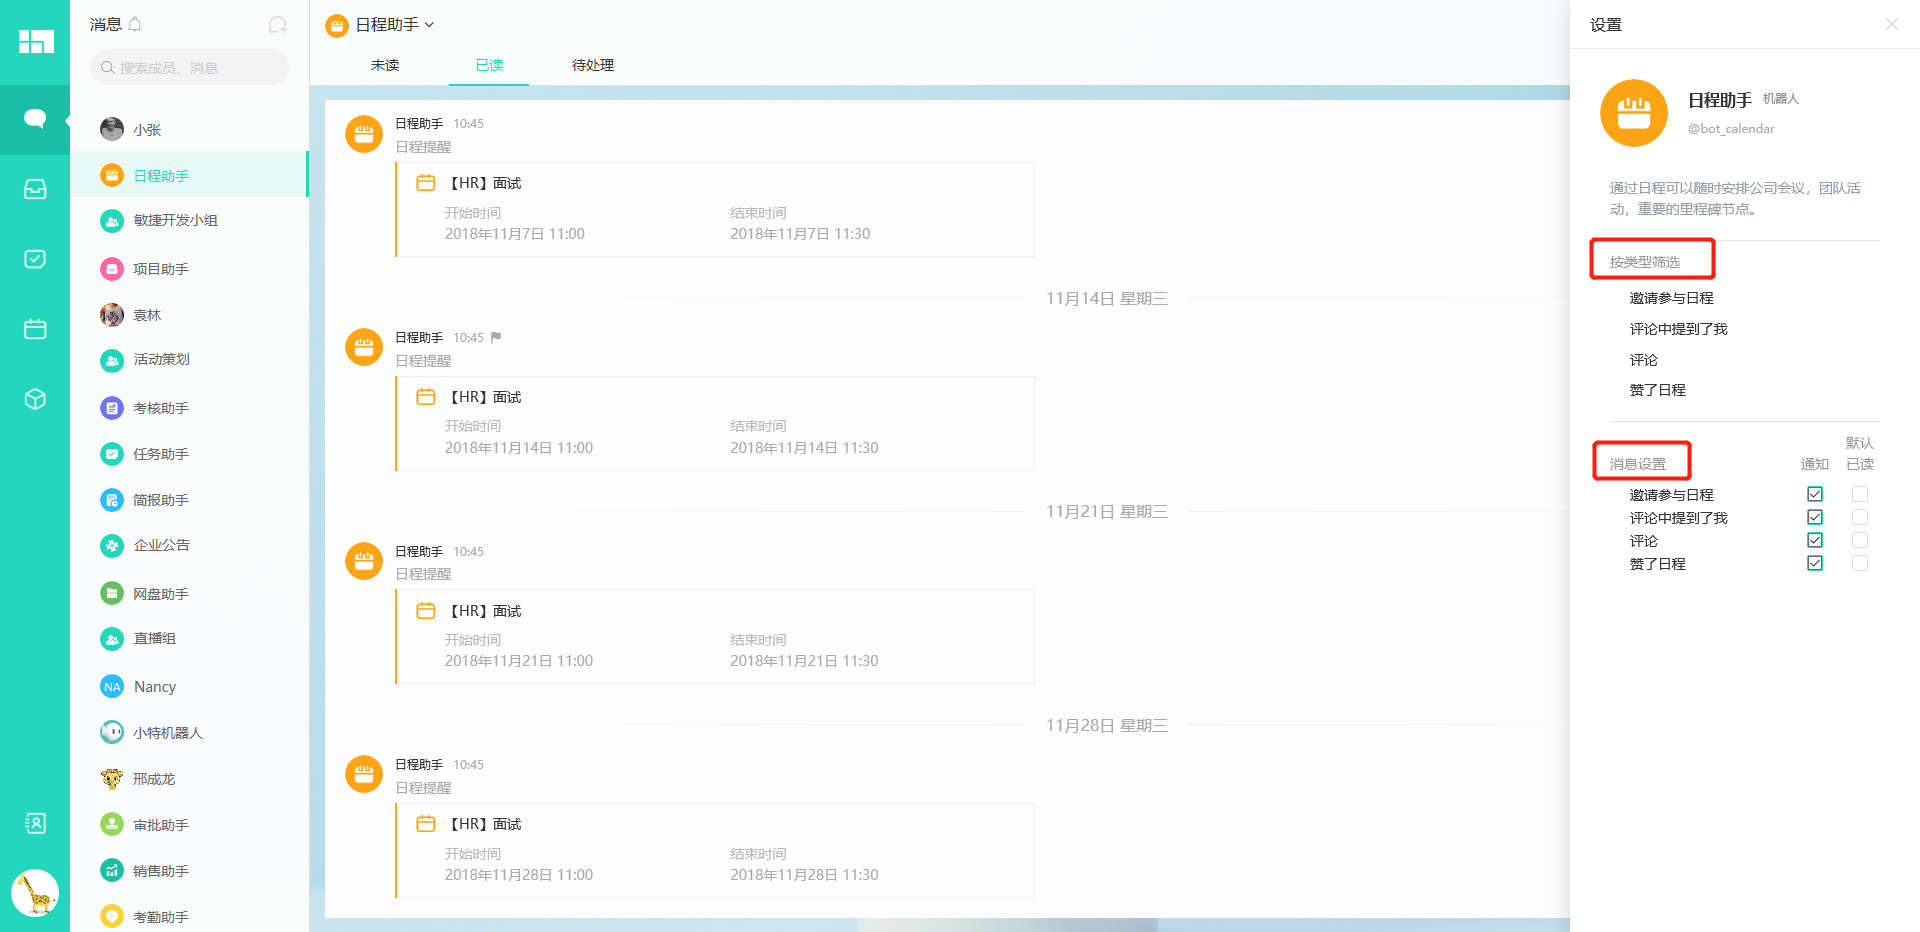 消息
搜索成员、消息
小张
日程助手
敏捷开发小组
项目助手
袁林
活动策划
考核助手
任务助手
简报助手
企业公告
网盘助手
直播组
NA Nancy
小特机器人
邢成龙
审批助手
销售助手
考勤助手
日程助手
未读 已读 待处理
日程助手 10:45
日程提醒
【HR】面试
开始时间 结束时间
2018年11月7日 11:00 2018年11月7日 11:30
11月14日 星期三
日程助手 10:45
日程提醒
【HR】面试
开始时间 结束时间
2018年11月14日 11:00 2018年11月14日 11:30
11月21日 星期三
日程助手 10:45
日程提醒
【HR】面试
开始时间 结束时间
2018年11月21日 11:00 2018年11月21日 11:30
11月28日 星期三
日程助手 10:45
日程提醒
【HR】面试
开始时间 结束时间
2018年11月28日 11:00 2018年11月28日 11:30
设置
日程助手 机器人
@bot_calendar
通过日程可以随时安排公司会议，团队活
动，重要的里程碑节点。
按类型筛选
邀请参与日程
评论中提到了我
评论
赞了日程
默认
消息设置 通知 已读
邀请参与日程
评论中提到了我
评论
赞了日程